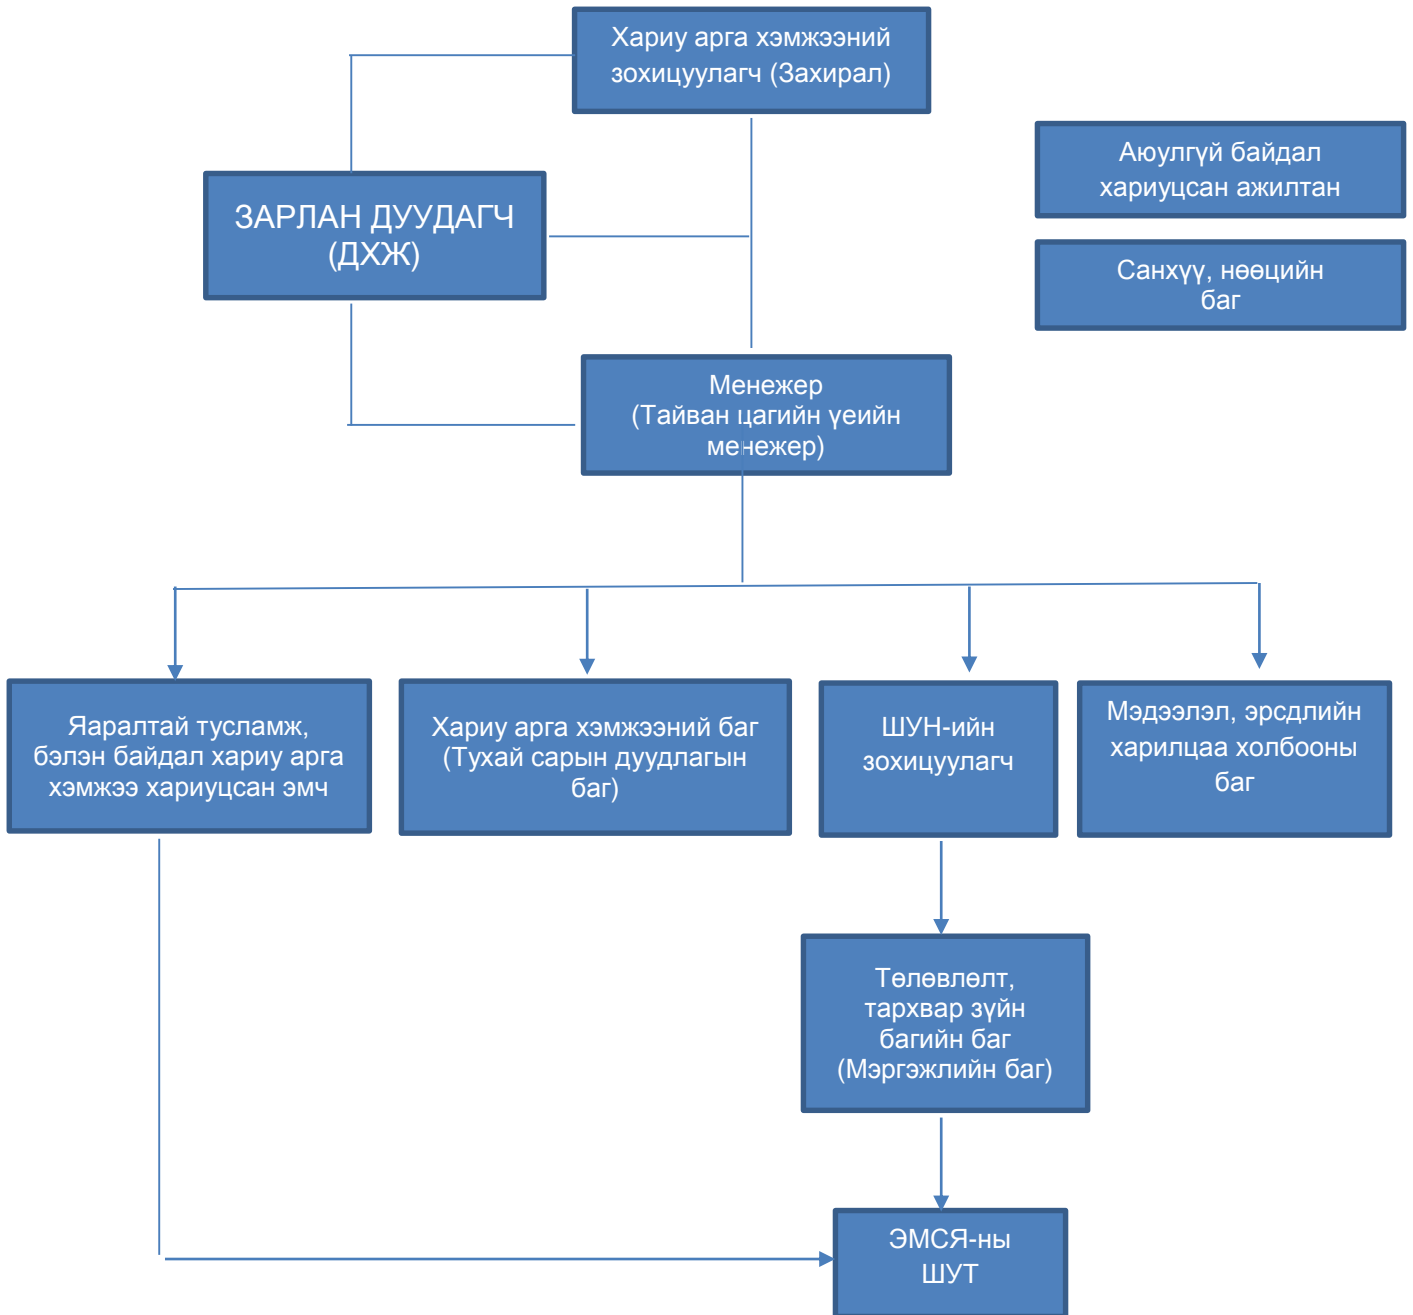 Хариу арга хэмжээний
зохицуулагч (Захирал)
Аюулгүй байдал
хариуцсан ажилтан
ЗАРЛАН ДУУДАГЧ
(ДХЖ)
Санхүү, нөөцийн
баг
Менежер
(Тайван цагийн үеийн
менежер)
Яаралтай тусламж,
бэлэн байдал хариу арга
хэмжээ хариуцсан эмч
Хариу арга хэмжээний баг
(Тухай сарын дуудлагын
баг)
ШУН-ийн
зохицуулагч
Мэдээлэл, эрсдлийн
харилцаа холбооны
баг
Төлөвлөлт,
тархвар зүйн
багийн баг
(Мэргэжлийн баг)
ЭМСЯ-ны
ШУТ